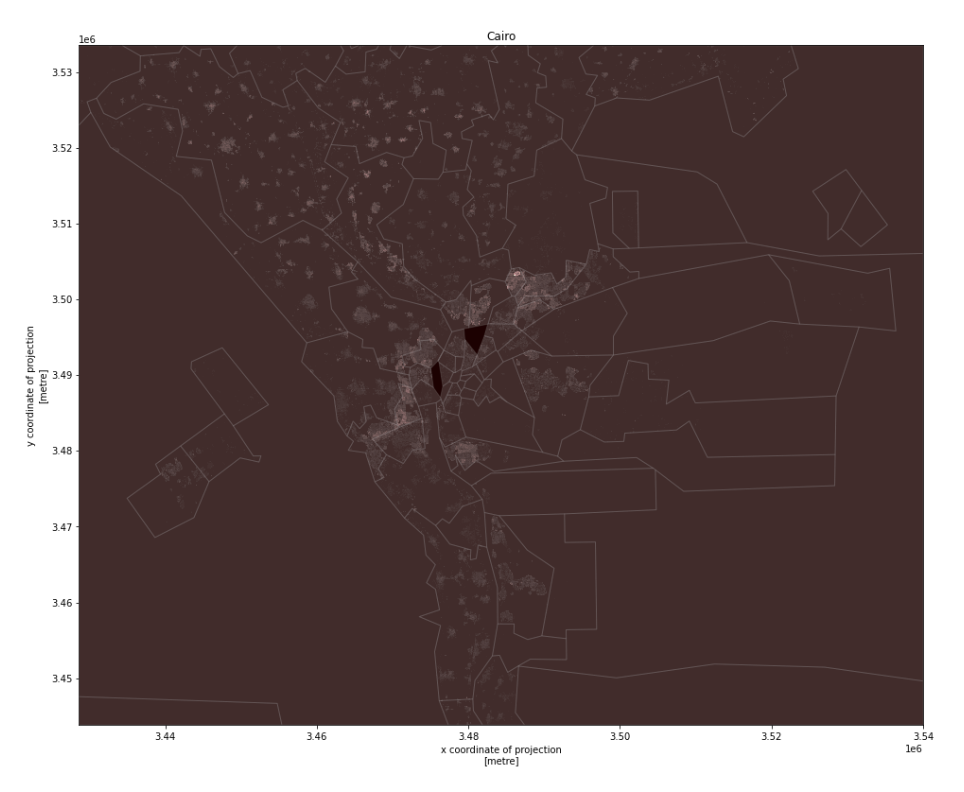 Cairo
1e6
3.53
3.52
3.51
3.50
3.49
3.48
3.47
3.46
3.45
y coordinate of projection
[metre]
3.44 3.46 3.48 3.50 3.52 3.54
1e6
x coordinate of projection
[metre]